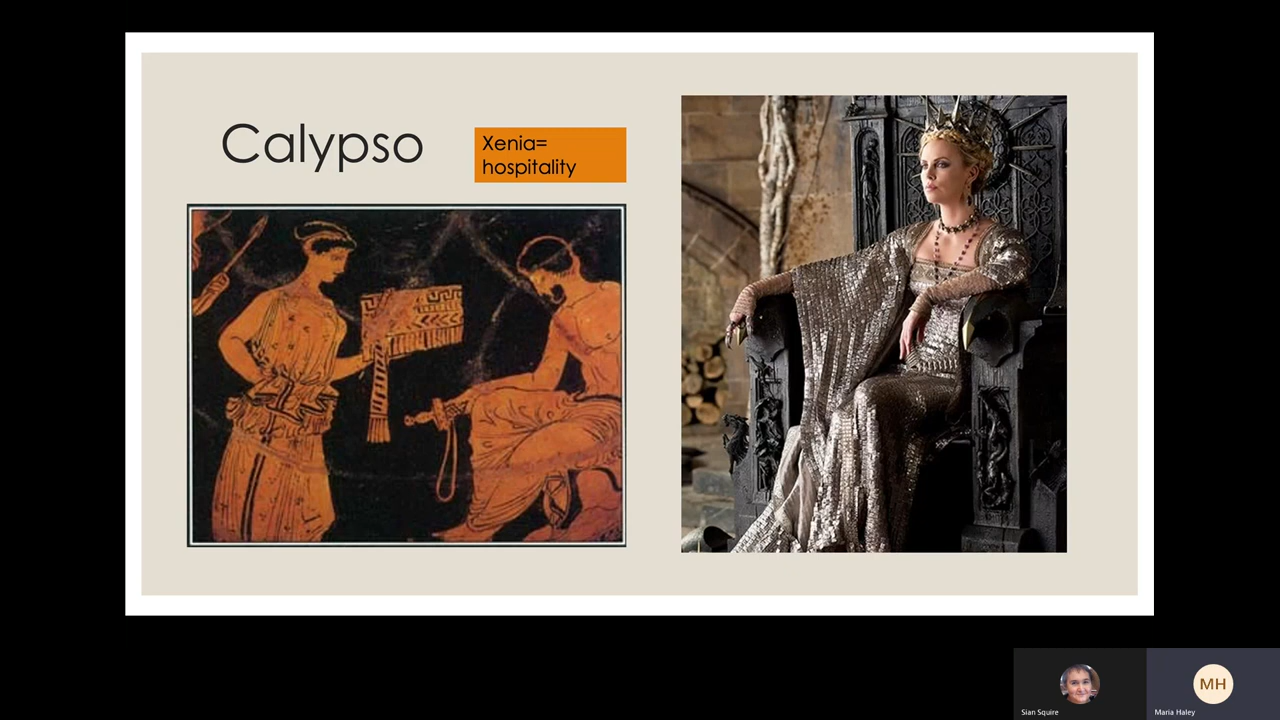 Calypso
Xenia=
hospitality
MH
Sian Squire
Maria Haley